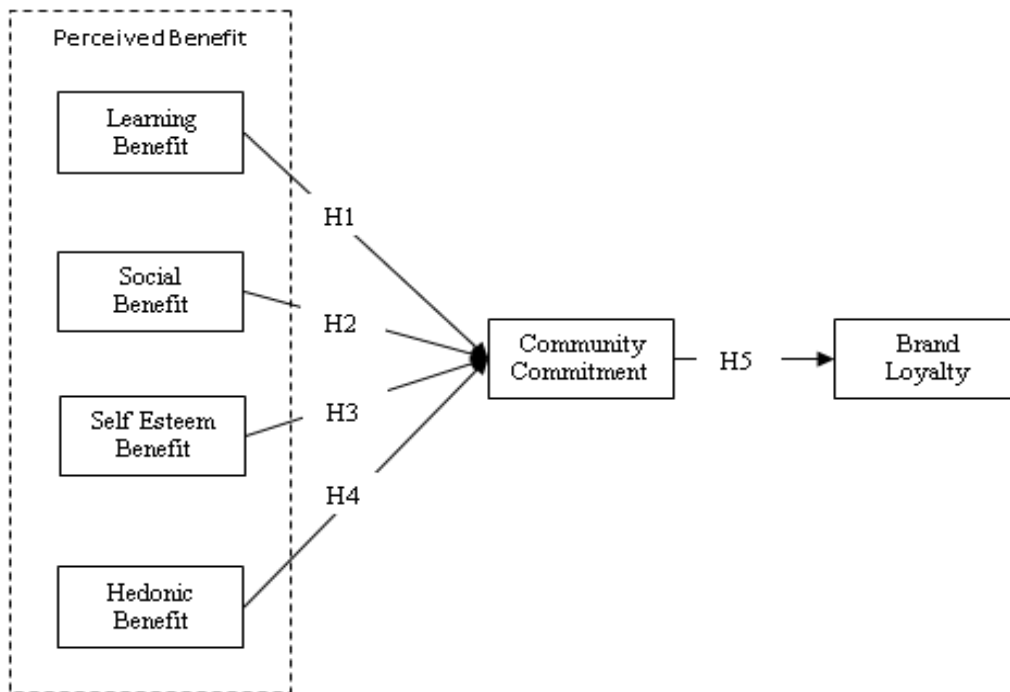 Perceived Benefit
Learning
Benefit
H1
Social
Benefit
H2
Community
Commitment
H5
Brand
Loyalty
Self Esteem
Benefit
H3
H4
Hedonic
Benefit